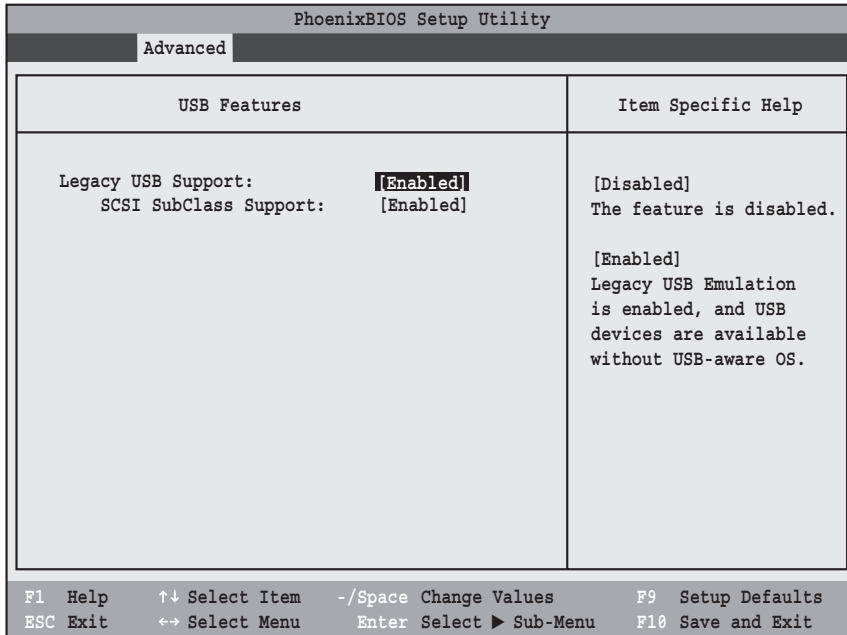 PhoenixBIOS Setup Utility
Advanced
USB Features
Item Specific Help
Legacy USB Support: [Enabled]
SCSI SubClass Support: [Enabled]
[Disabled]
The feature is disabled.
[Enabled]
Legacy USB Emulation
is enabled, and USB
devices are available
without USB-aware OS.
F1 Help ↑↓ Select Item -/Space Change Values F9 Setup Defaults
ESC Exit ←→ Select Menu Enter Select ▶ Sub-Menu F10 Save and Exit